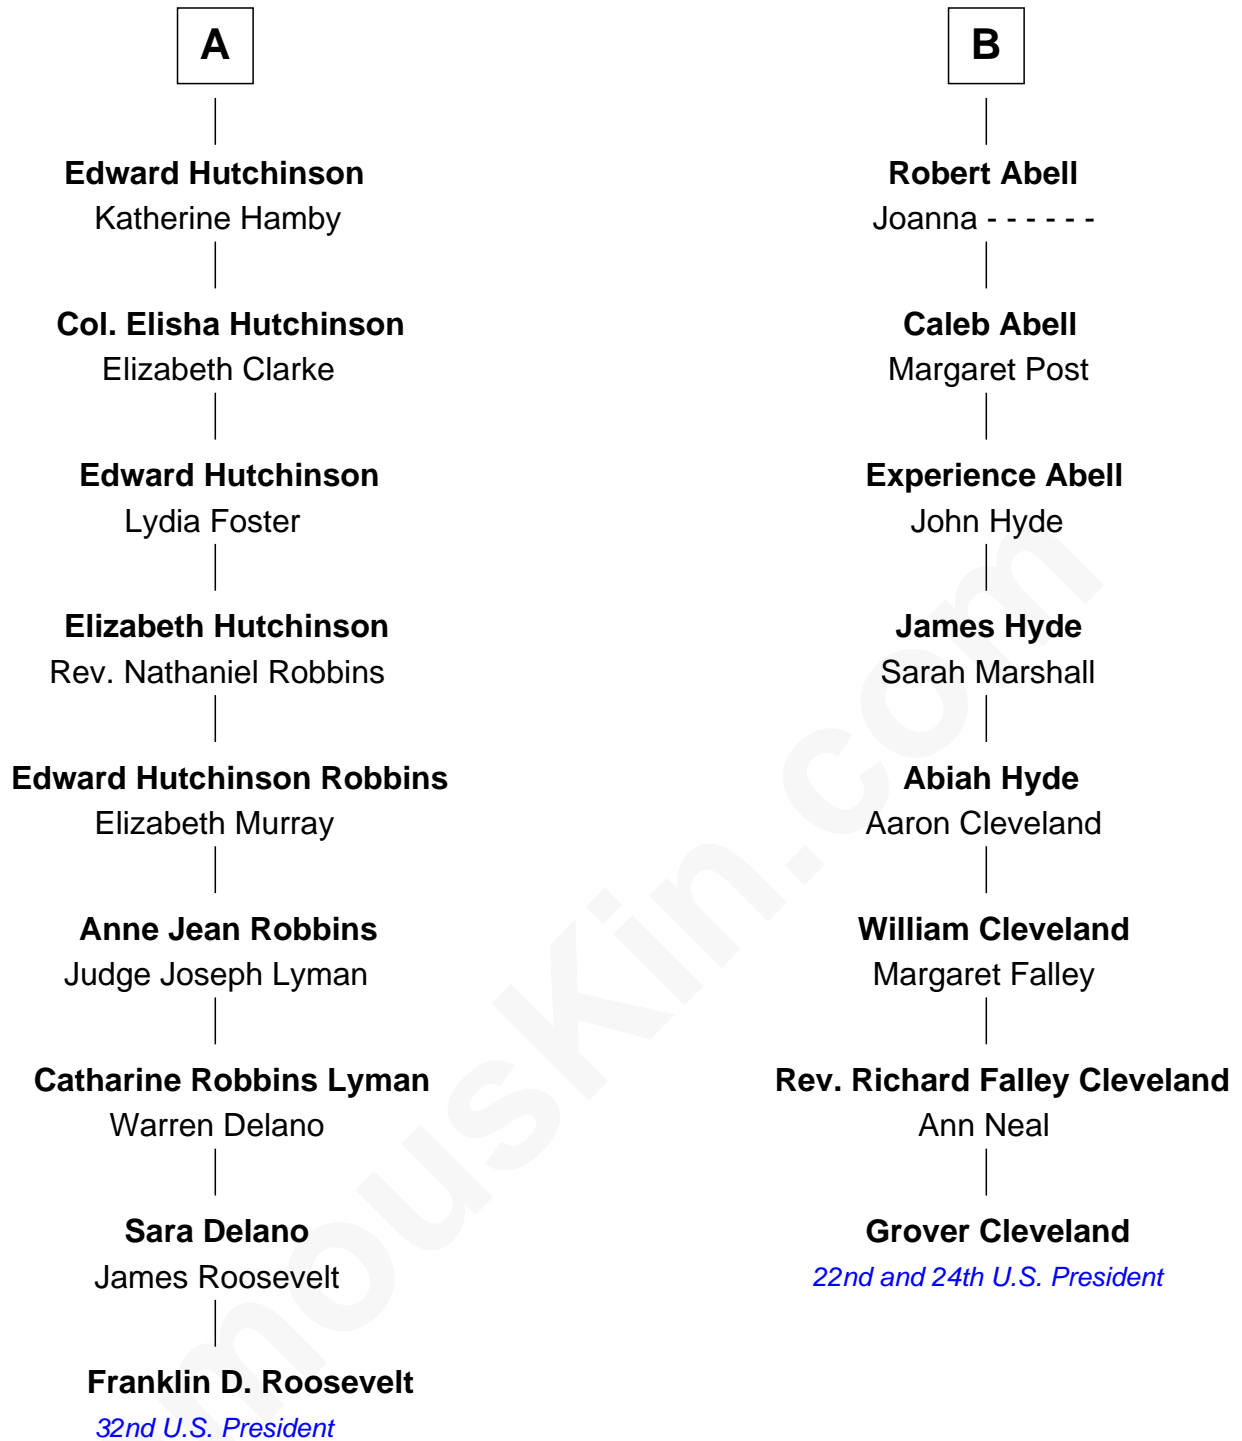 A
Edward Hutchinson
Katherine Hamby
Col. Elisha Hutchinson
Elizabeth Clarke
Edward Hutchinson
Lydia Foster
Elizabeth Hutchinson
Rev. Nathaniel Robbins
Edward Hutchinson Robbins
Elizabeth Murray
Anne Jean Robbins
Judge Joseph Lyman
Catharine Robbins Lyman
Warren Delano
Sara Delano
James Roosevelt
Franklin D. Roosevelt
32nd U.S. President
B
Robert Abell
Joanna - - - - - -
Caleb Abell
Margaret Post
Experience Abell
John Hyde
James Hyde
Sarah Marshall
Abiah Hyde
Aaron Cleveland
William Cleveland
Margaret Falley
Rev. Richard Falley Cleveland
Ann Neal
Grover Cleveland
22nd and 24th U.S. President
mousKin.com